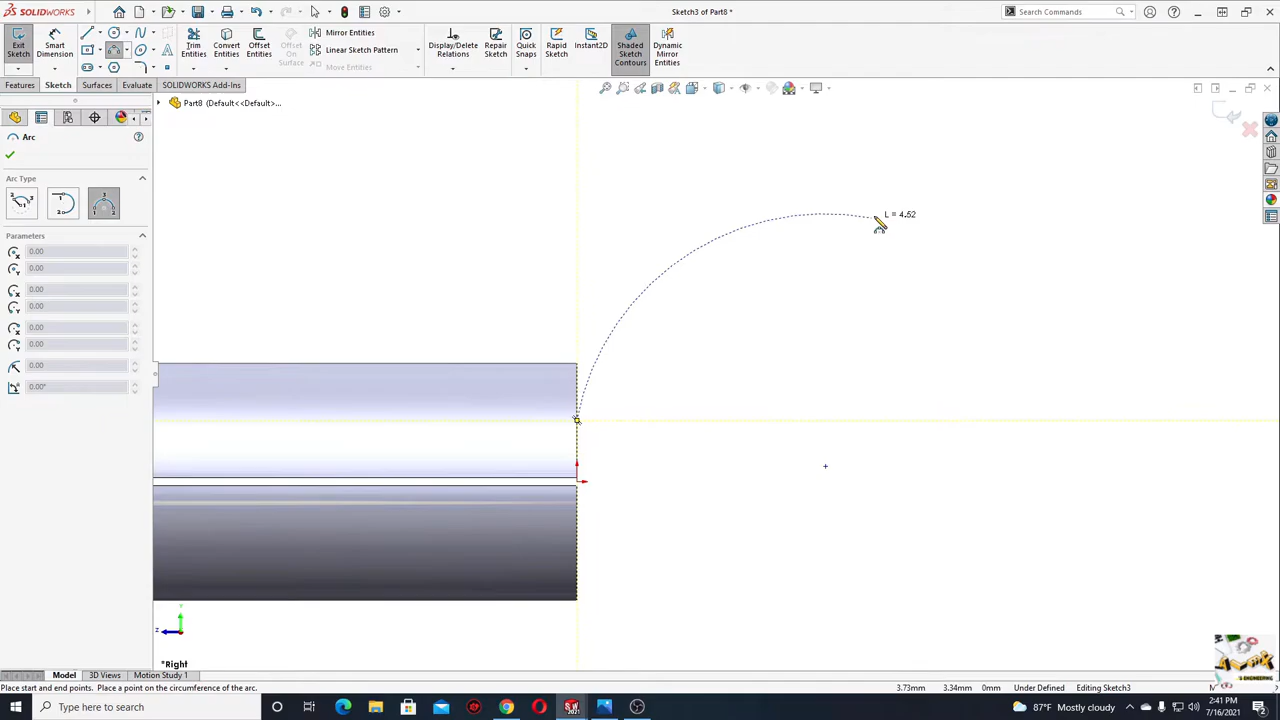 SOLIDWORKS
Sketch3 of Part8 *
Search Commands
Exit Sketch
Smart Dimension
Trim Entities
Convert Entities
Offset Entities
Offset On Surface
Mirror Entities
Linear Sketch Pattern
Move Entities
Display/Delete Relations
Repair Sketch
Quick Snaps
Rapid Sketch
Instant2D
Shaded Sketch Contours
Dynamic Mirror Entities
Features
Sketch
Surfaces
Evaluate
SOLIDWORKS Add-Ins
Part8 (Default<<Default>...
Arc
Arc Type
Parameters
0.00
0.00
0.00
0.00
0.00
0.00
0.00
0.00°
L = 4.52
Y
Z
*Right
Model
3D Views
Motion Study 1
Place start and end points. Place a point on the circumference of the arc.
3.73mm
3.34mm
0mm
Under Defined
Editing Sketch3
Type here to search
87°F Mostly cloudy
2:41 PM
7/16/2021